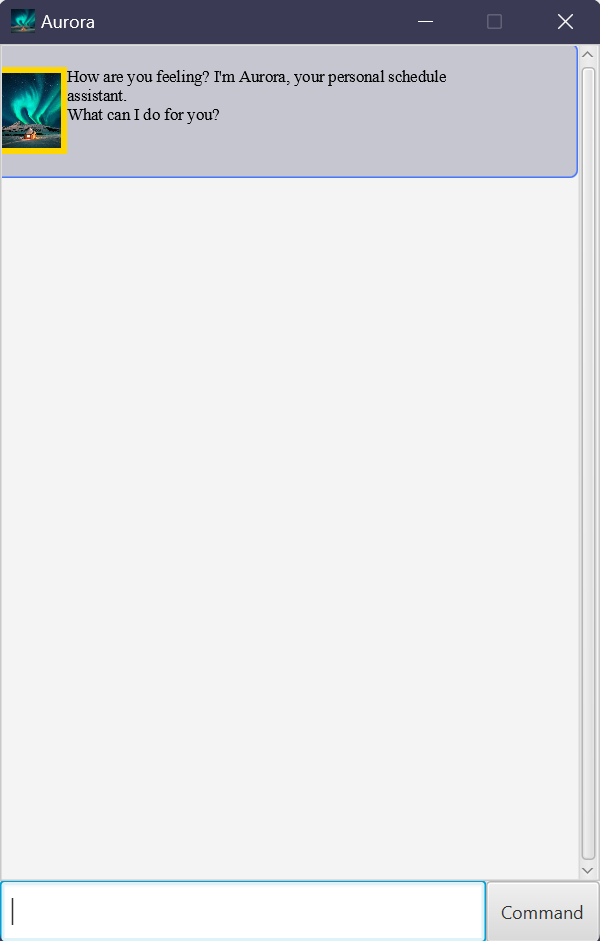 Aurora
How are you feeling? I'm Aurora, your personal schedule
assistant.
What can I do for you?
Command